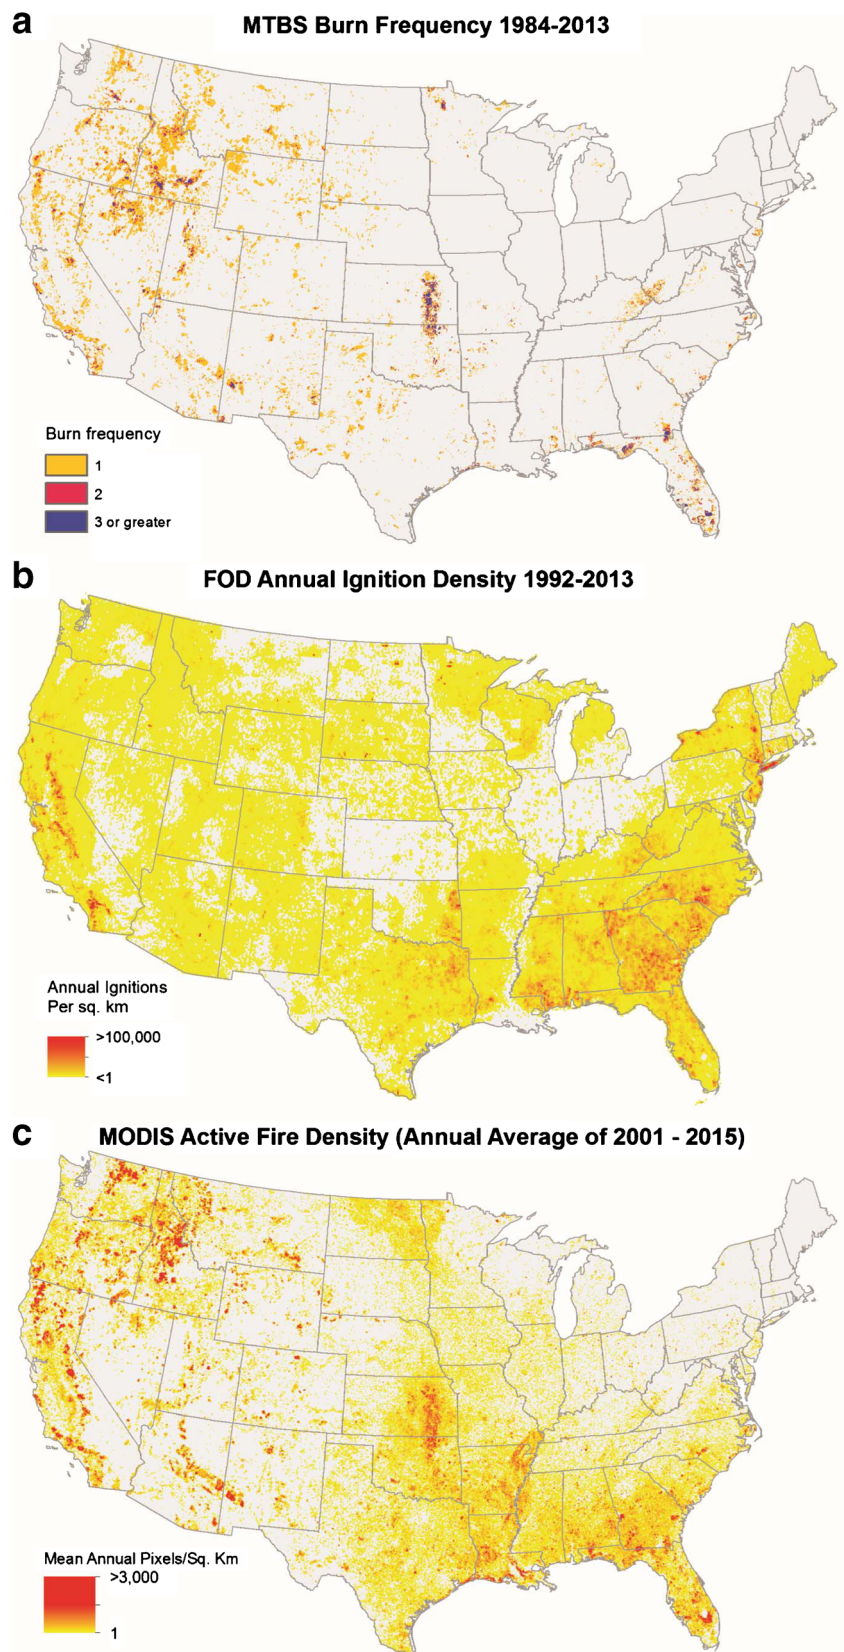 a
MTBS Burn Frequency 1984-2013
Burn frequency
1
2
3 or greater
b
FOD Annual Ignition Density 1992-2013
Annual Ignitions
Per sq. km
>100,000
<1
c
MODIS Active Fire Density (Annual Average of 2001 - 2015)
Mean Annual Pixels/Sq. Km
>3,000
1